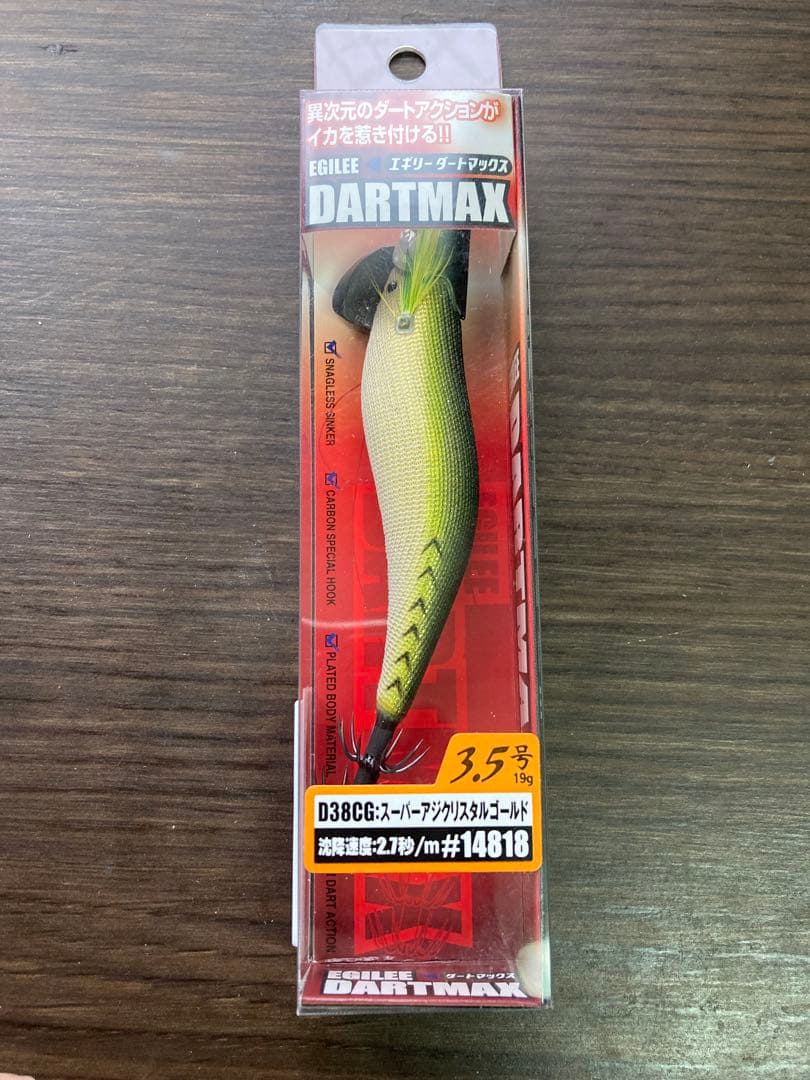 異次元のダートアクションが
イカを惹き付ける!!
EGILEE エギリー ダートマックス
DARTMAX
SNAGLESS SINKER
CARBON SPECIAL HOOK
PLATED BODY MATERIAL
DART ACTION
EGILEE
3.5号
19g
D38CG:スーパーアジクリスタルゴールド
沈降速度:2.7秒/m #14818
EGILEE ダートマックス
DARTMAX